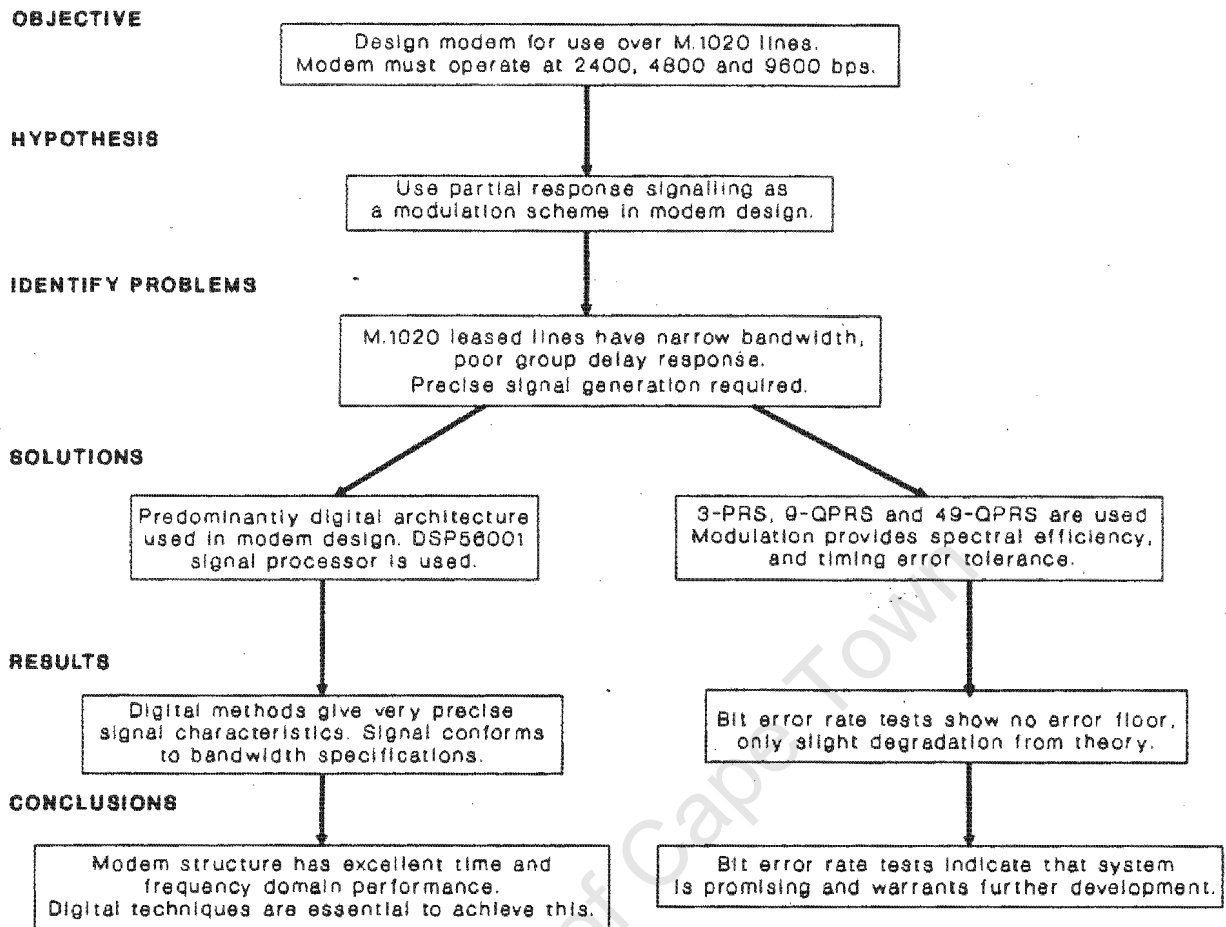 OBJECTIVE
Design modem for use over M.1020 lines.
Modem must operate at 2400, 4800 and 9600 bps.
HYPOTHESIS
Use partial response signalling as
a modulation scheme in modem design.
IDENTIFY PROBLEMS
M.1020 leased lines have narrow bandwidth,
poor group delay response.
Precise signal generation required.
SOLUTIONS
Predominantly digital architecture
used in modem design. DSP56001
signal processor is used.
3-PRS, 9-QPRS and 49-QPRS are used
Modulation provides spectral efficiency,
and timing error tolerance.
RESULTS
Digital methods give very precise
signal characteristics. Signal conforms
to bandwidth specifications.
Bit error rate tests show no error floor,
only slight degradation from theory.
CONCLUSIONS
Modem structure has excellent time and
frequency domain performance.
Digital techniques are essential to achieve this.
Bit error rate tests indicate that system
is promising and warrants further development.
of Cape Town